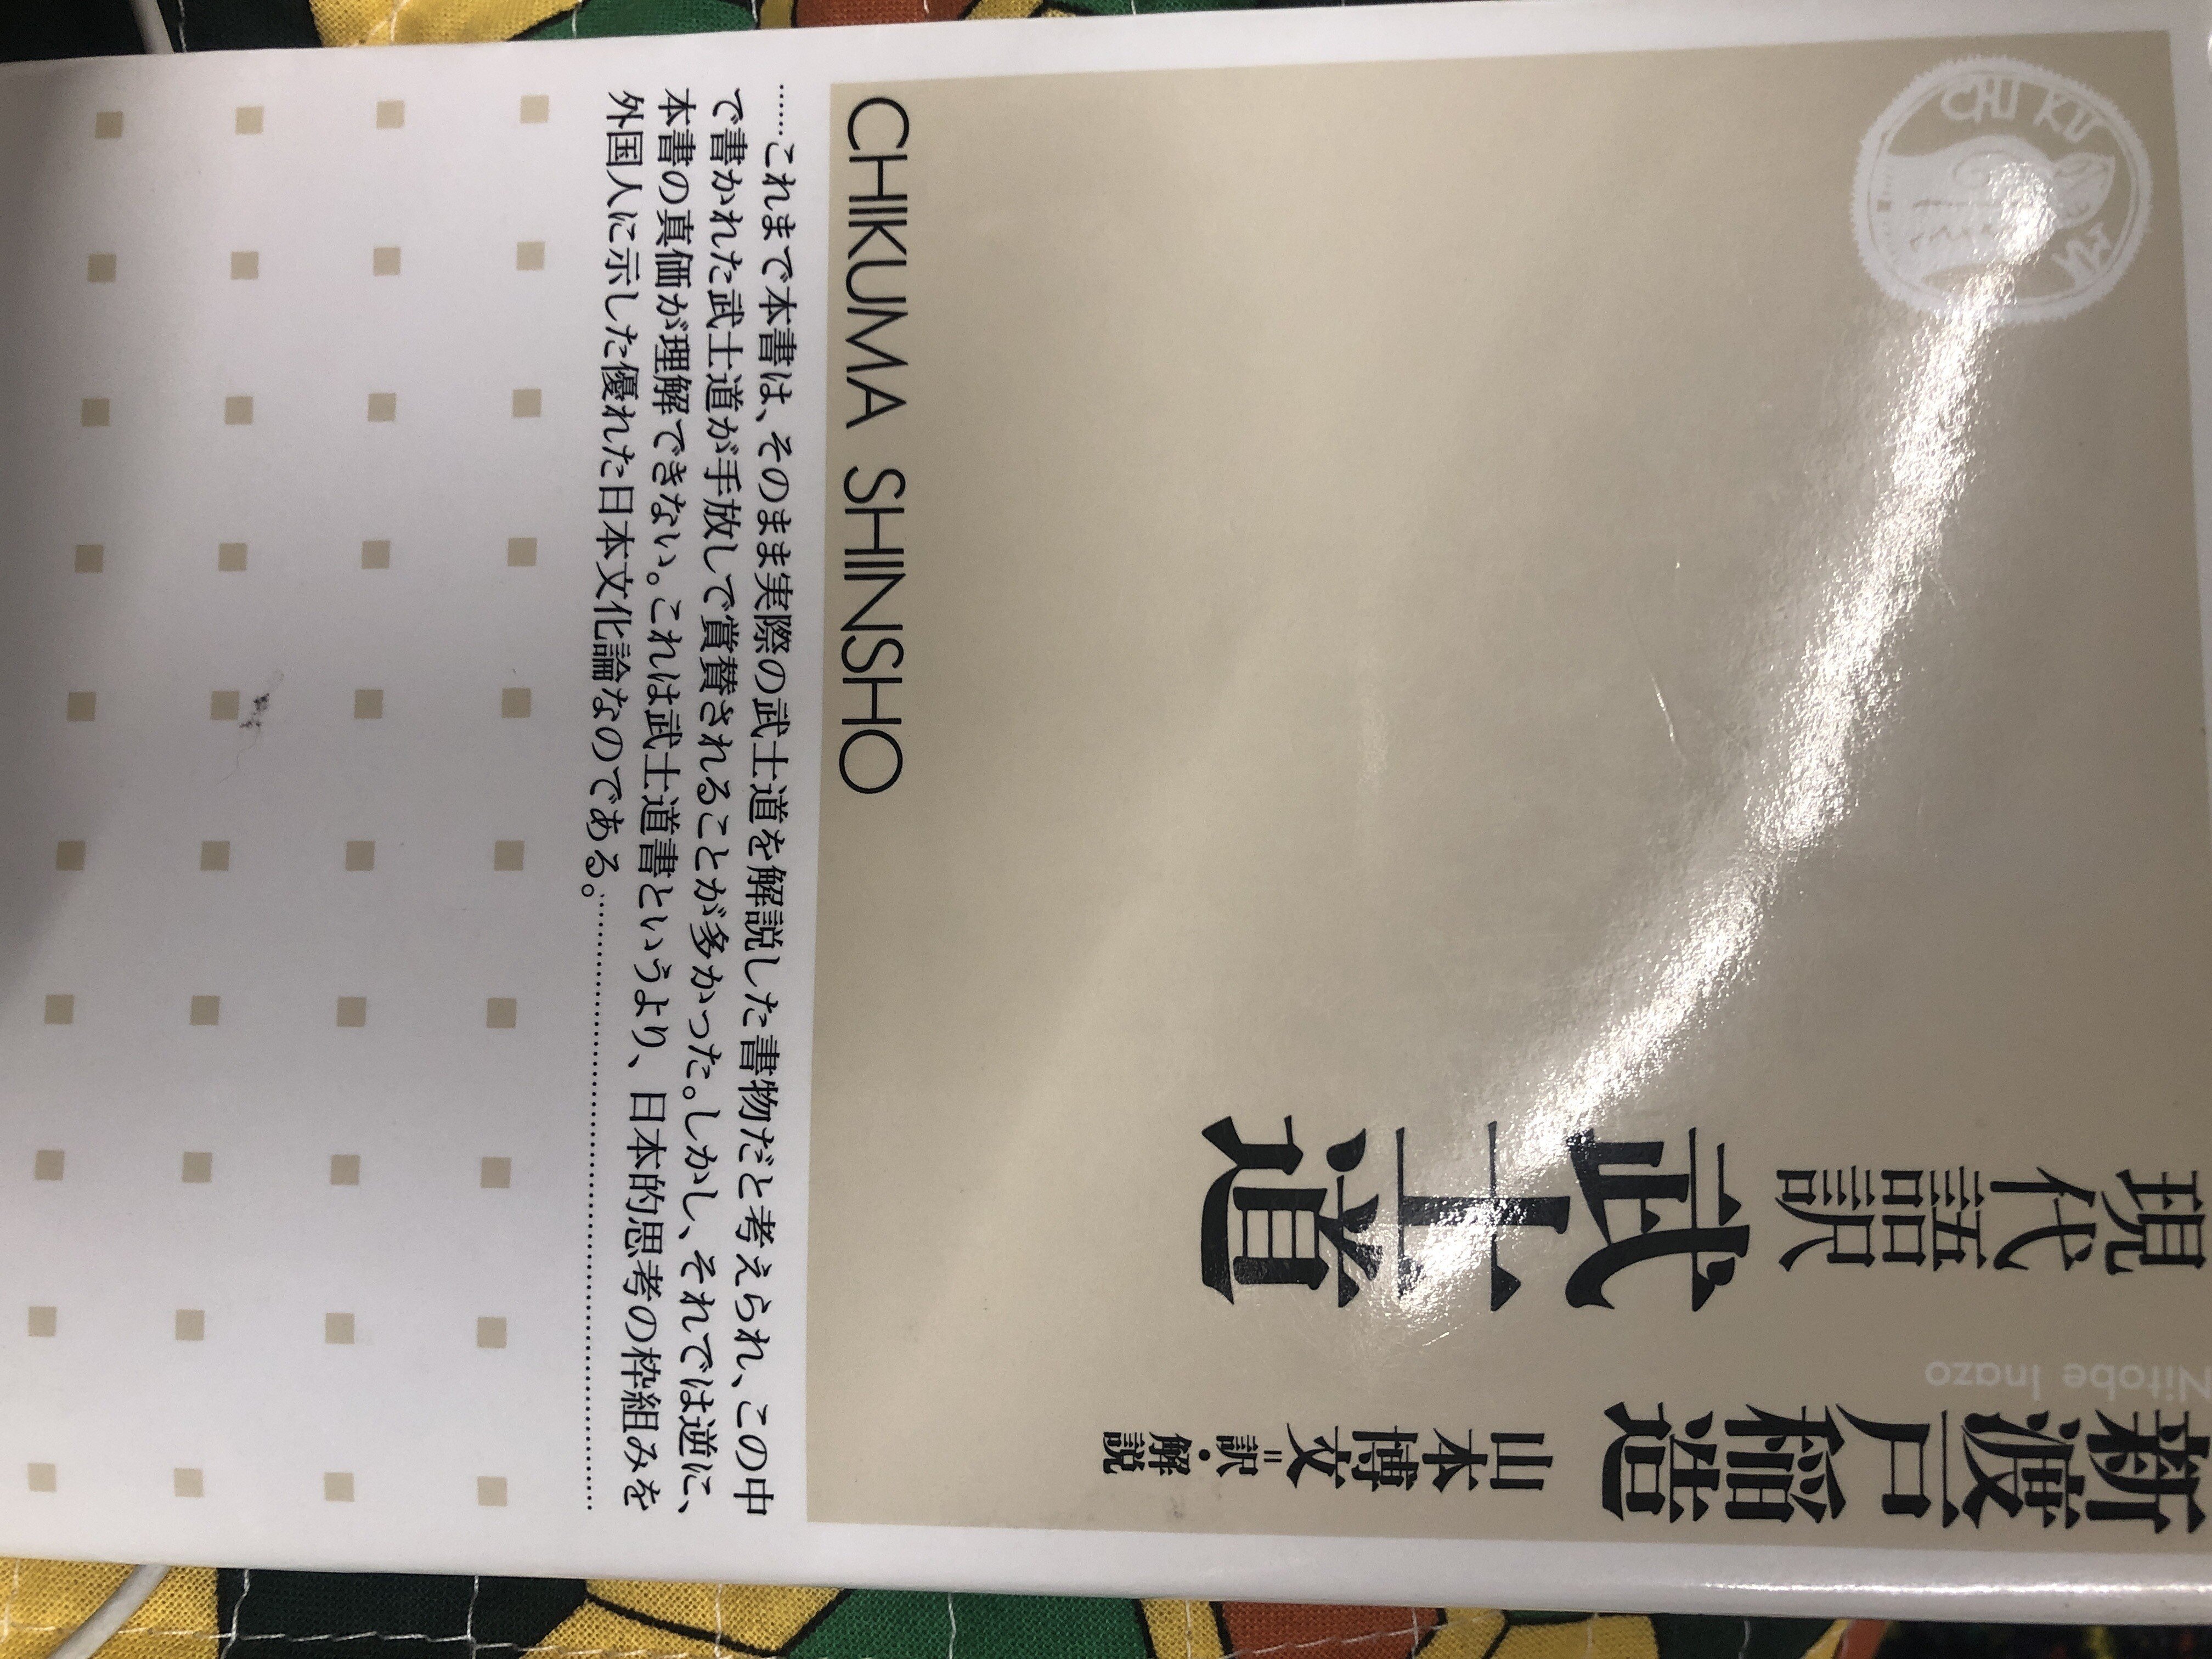 新渡戸稲造
Nitobe Inazo
山本博文=訳・解説
現代語訳
武士道
CHI KU MA
CHIKUMA SHINSHO
……これまで本書は、そのまま実際の武士道を解説した書物だと考えられ、この中
で書かれた武士道が手放しで賞賛されることが多かった。しかし、それでは逆に、
本書の真価が理解できない。これは武士道書というより、日本的思考の枠組みを
外国人に示した優れた日本文化論なのである。……